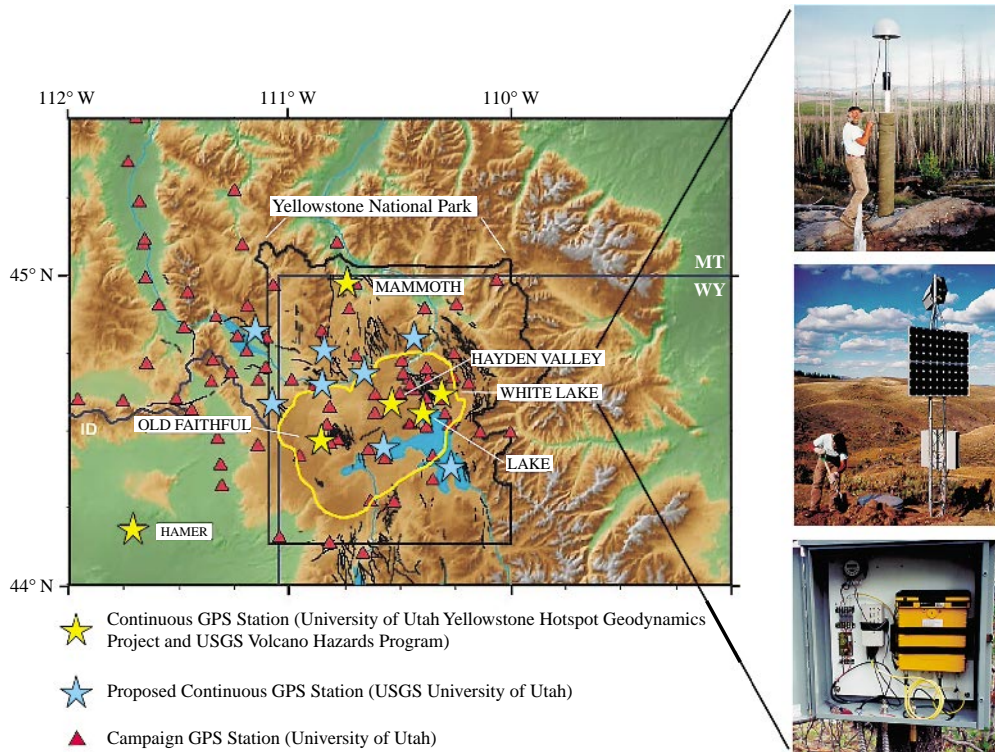 112° W
111° W
110° W
Yellowstone National Park
45° N
MT
WY
MAMMOTH
HAYDEN VALLEY
WHITE LAKE
ID
OLD FAITHFUL
LAKE
HAMER
44° N
Continuous GPS Station (University of Utah Yellowstone Hotspot Geodynamics
Project and USGS Volcano Hazards Program)
Proposed Continuous GPS Station (USGS University of Utah)
Campaign GPS Station (University of Utah)